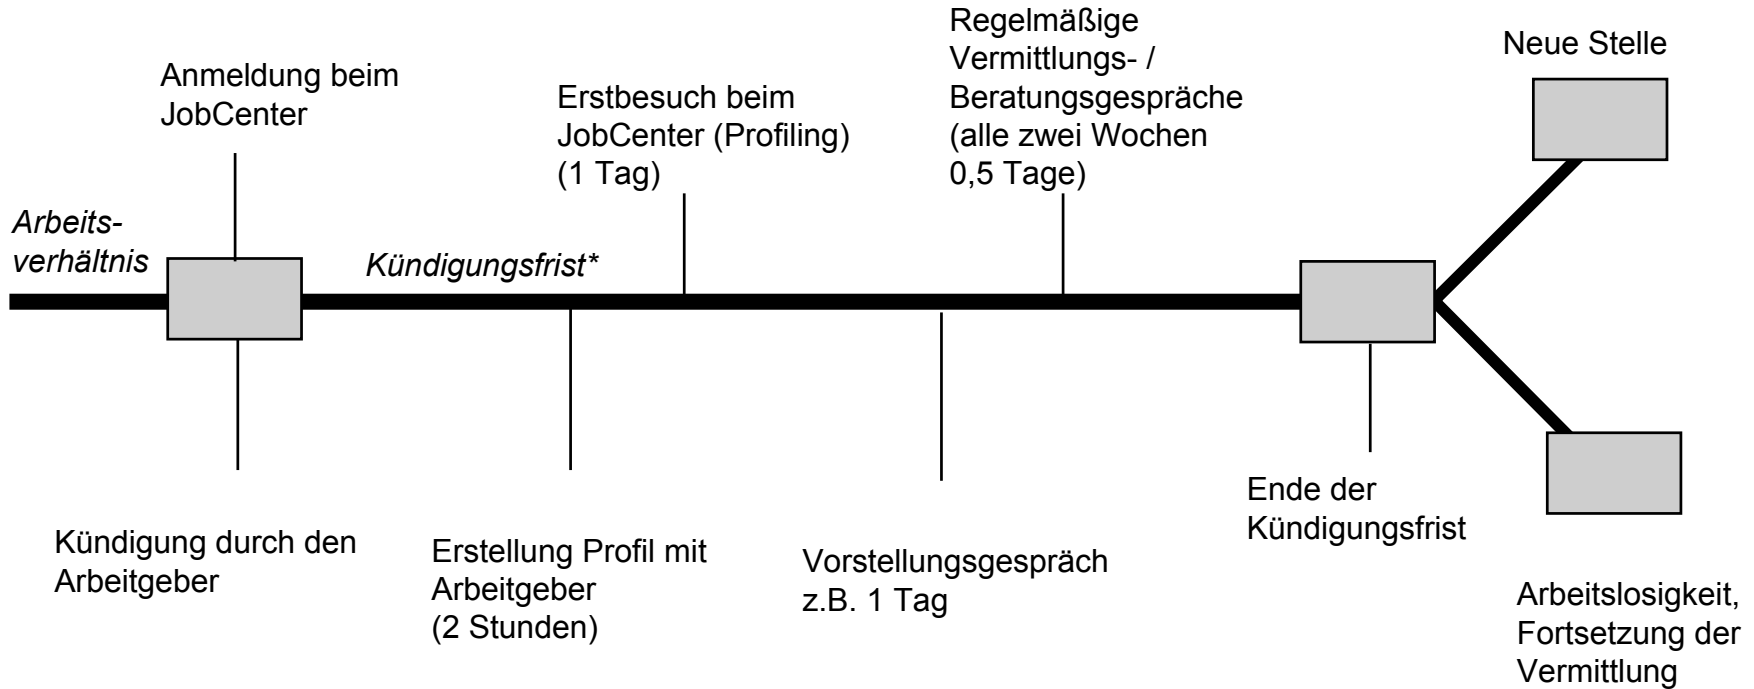 Regelmäßige
Vermittlungs- /
Beratungsgespräche
(alle zwei Wochen
0,5 Tage)
Neue Stelle
Anmeldung beim
JobCenter
Erstbesuch beim
JobCenter (Profiling)
(1 Tag)
Arbeits-
verhältnis
Kündigungsfrist*
Kündigung durch den
Arbeitgeber
Erstellung Profil mit
Arbeitgeber
(2 Stunden)
Vorstellungsgespräch
z.B. 1 Tag
Ende der
Kündigungsfrist
Arbeitslosigkeit,
Fortsetzung der
Vermittlung